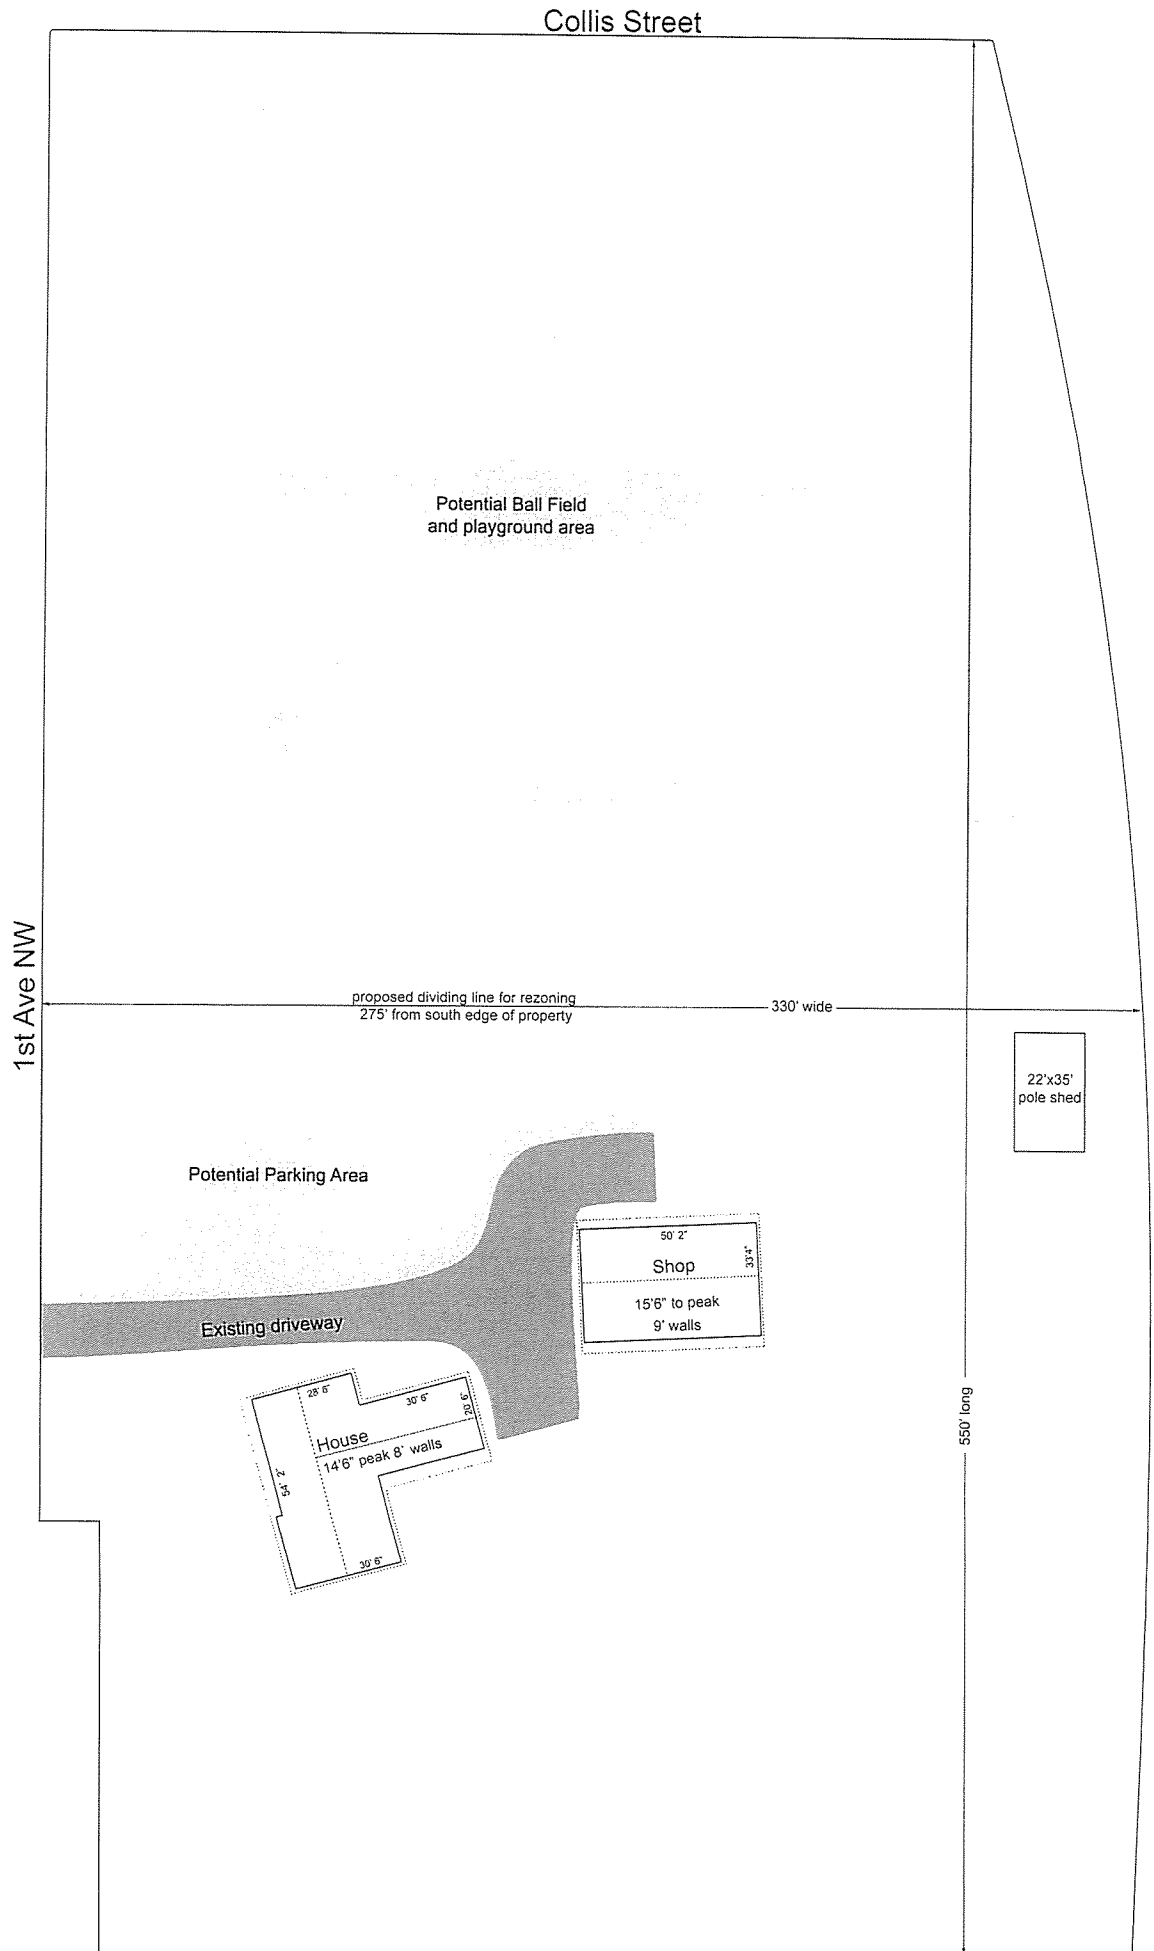 Collis Street
Potential Ball Field
and playground area
1st Ave NW
proposed dividing line for rezoning
275' from south edge of property
330' wide
22'x35'
pole shed
Potential Parking Area
50' 2"
33'4"
Shop
15'6" to peak
9' walls
Existing driveway
28' 6"
30' 6"
20' 6"
House
14'6" peak 8' walls
54' 2"
30' 6"
550' long